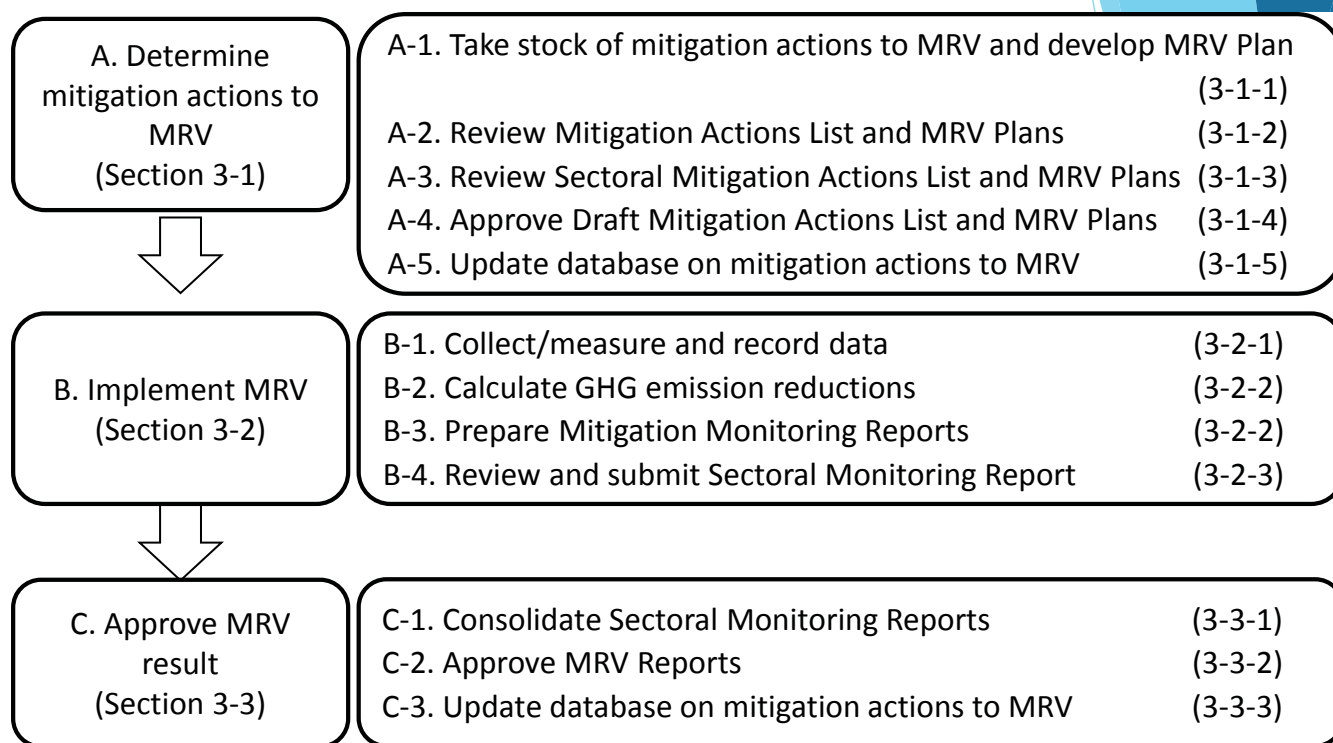 A. Determine
mitigation actions to
MRV
(Section 3-1)
A-1. Take stock of mitigation actions to MRV and develop MRV Plan
(3-1-1)
A-2. Review Mitigation Actions List and MRV Plans (3-1-2)
A-3. Review Sectoral Mitigation Actions List and MRV Plans (3-1-3)
A-4. Approve Draft Mitigation Actions List and MRV Plans (3-1-4)
A-5. Update database on mitigation actions to MRV (3-1-5)
B. Implement MRV
(Section 3-2)
B-1. Collect/measure and record data (3-2-1)
B-2. Calculate GHG emission reductions (3-2-2)
B-3. Prepare Mitigation Monitoring Reports (3-2-2)
B-4. Review and submit Sectoral Monitoring Report (3-2-3)
C. Approve MRV
result
(Section 3-3)
C-1. Consolidate Sectoral Monitoring Reports (3-3-1)
C-2. Approve MRV Reports (3-3-2)
C-3. Update database on mitigation actions to MRV (3-3-3)